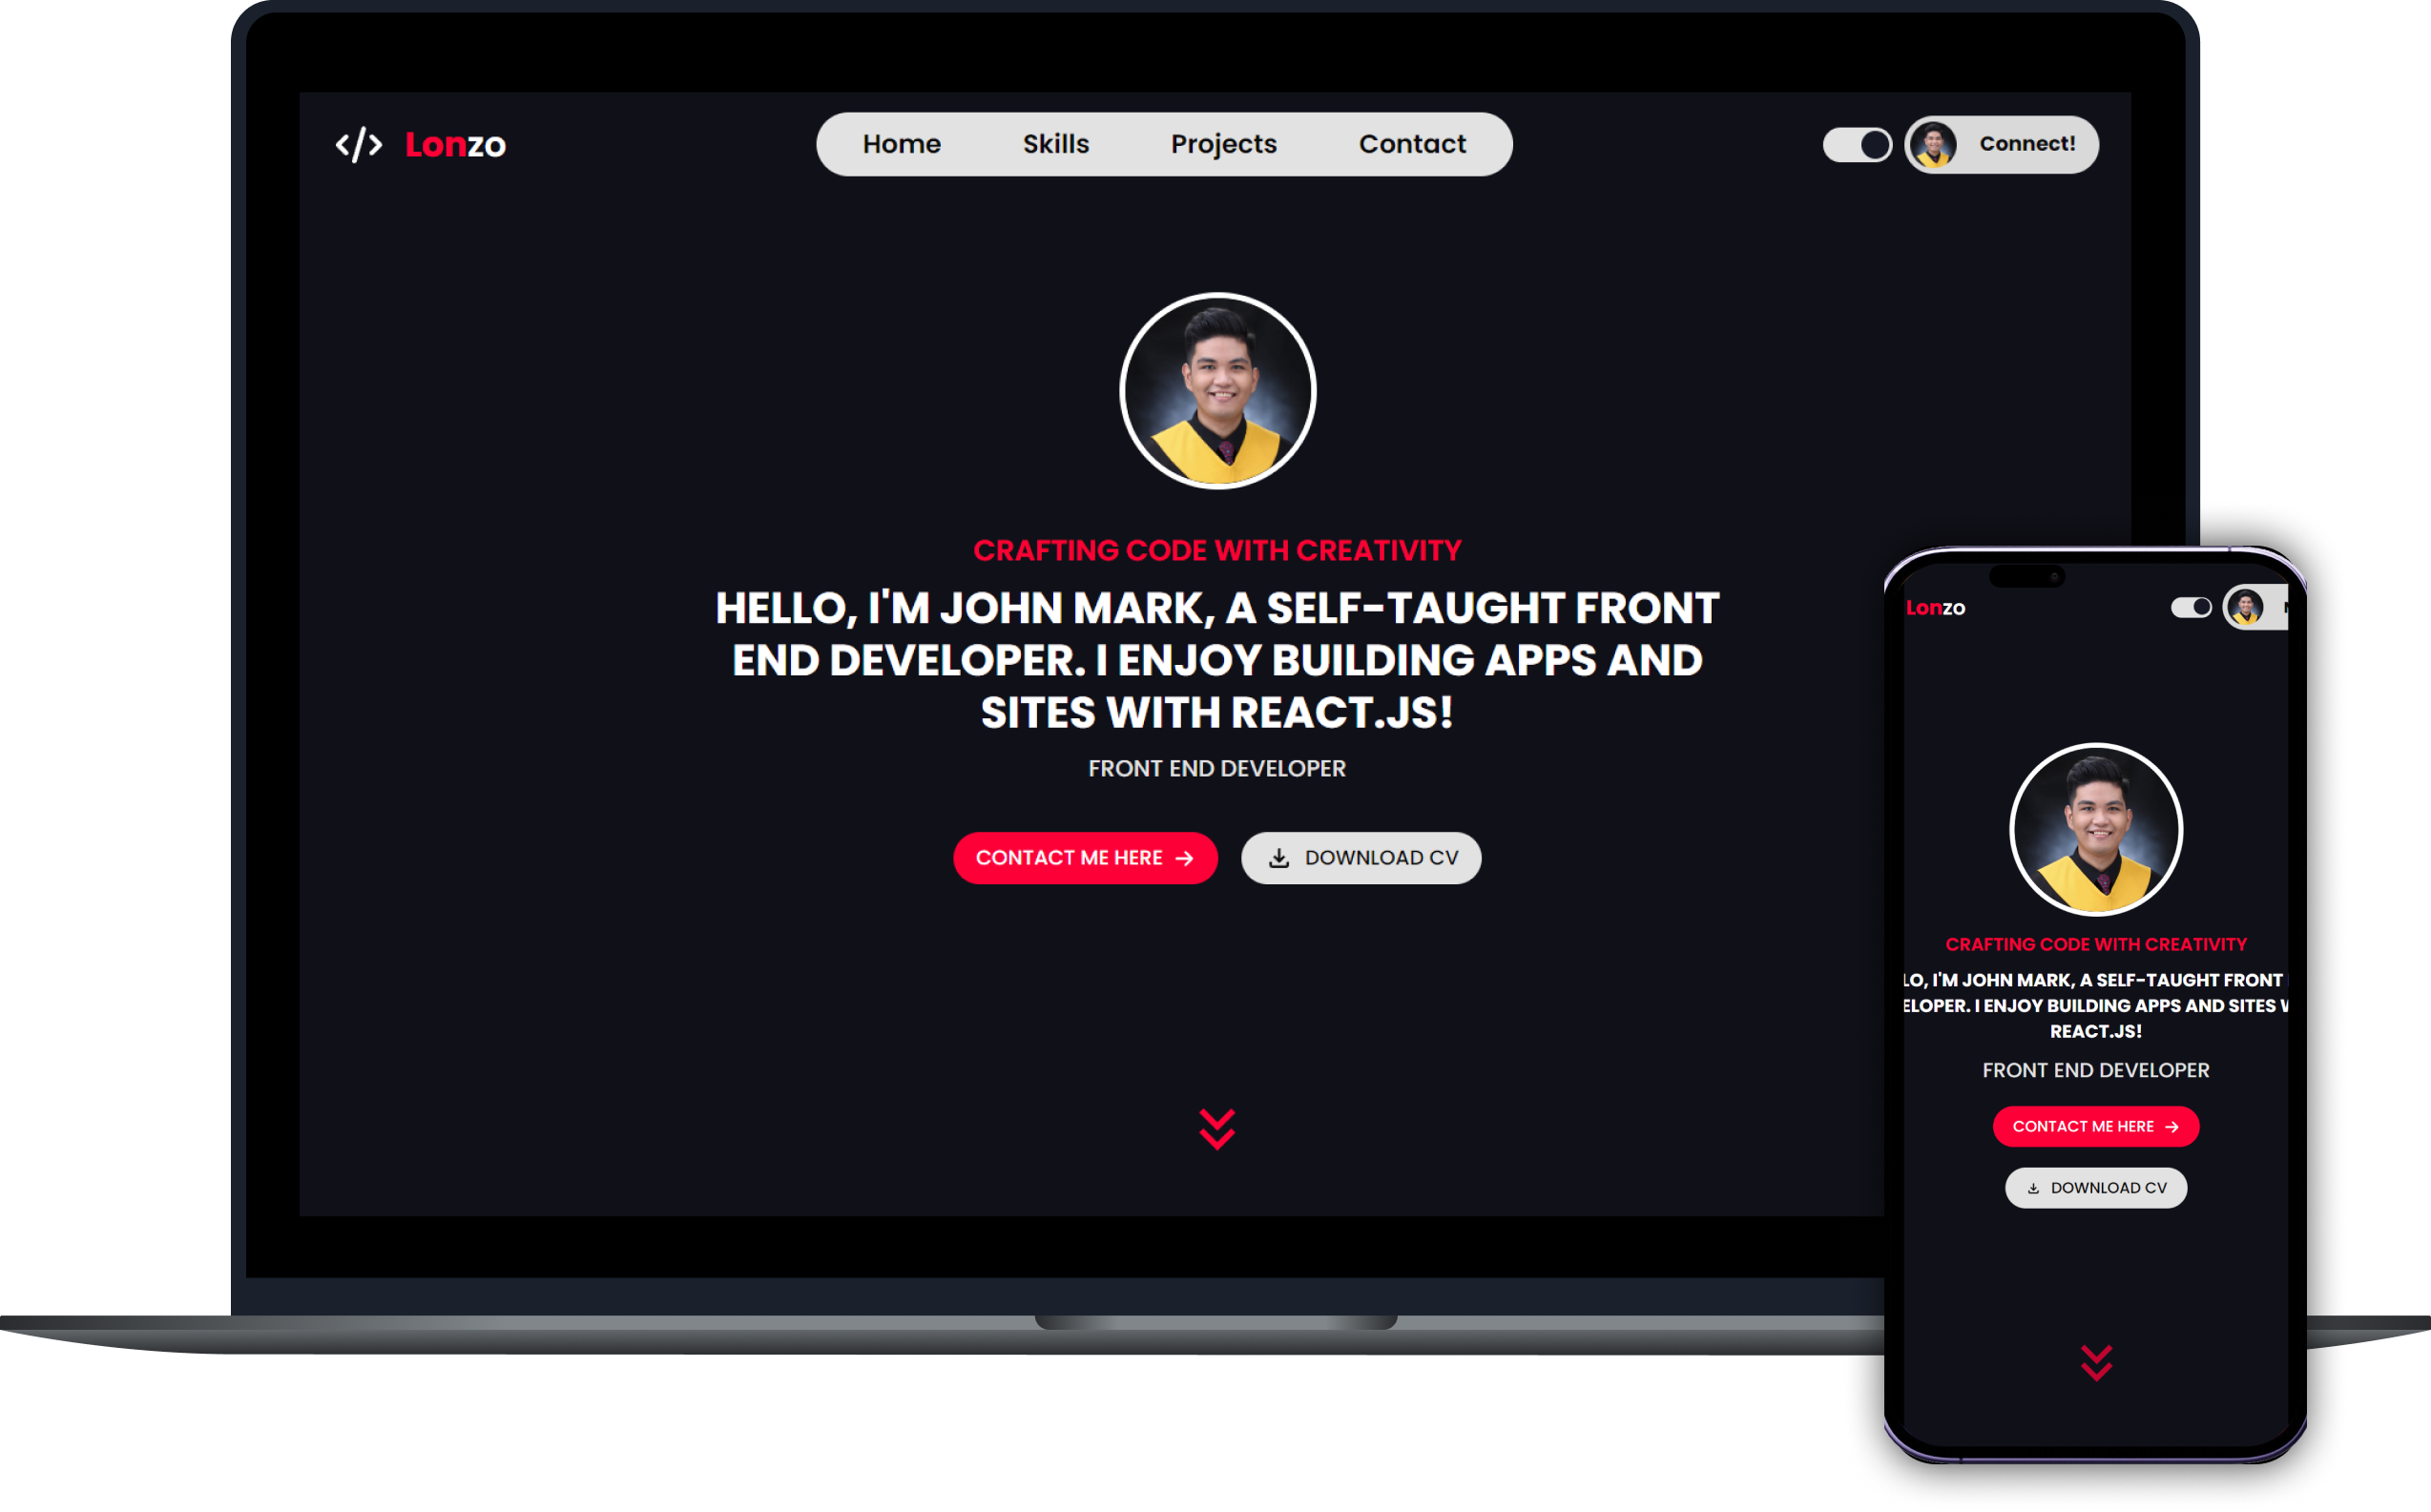 </> Lonzo
Home Skills Projects Contact
Connect!
CRAFTING CODE WITH CREATIVITY
HELLO, I'M JOHN MARK, A SELF-TAUGHT FRONT
END DEVELOPER. I ENJOY BUILDING APPS AND
SITES WITH REACT.JS!
FRONT END DEVELOPER
CONTACT ME HERE
DOWNLOAD CV
Lonzo
CRAFTING CODE WITH CREATIVITY
LO, I'M JOHN MARK, A SELF-TAUGHT FRONT
ELOPER. I ENJOY BUILDING APPS AND SITES
REACT.JS!
FRONT END DEVELOPER
CONTACT ME HERE
DOWNLOAD CV